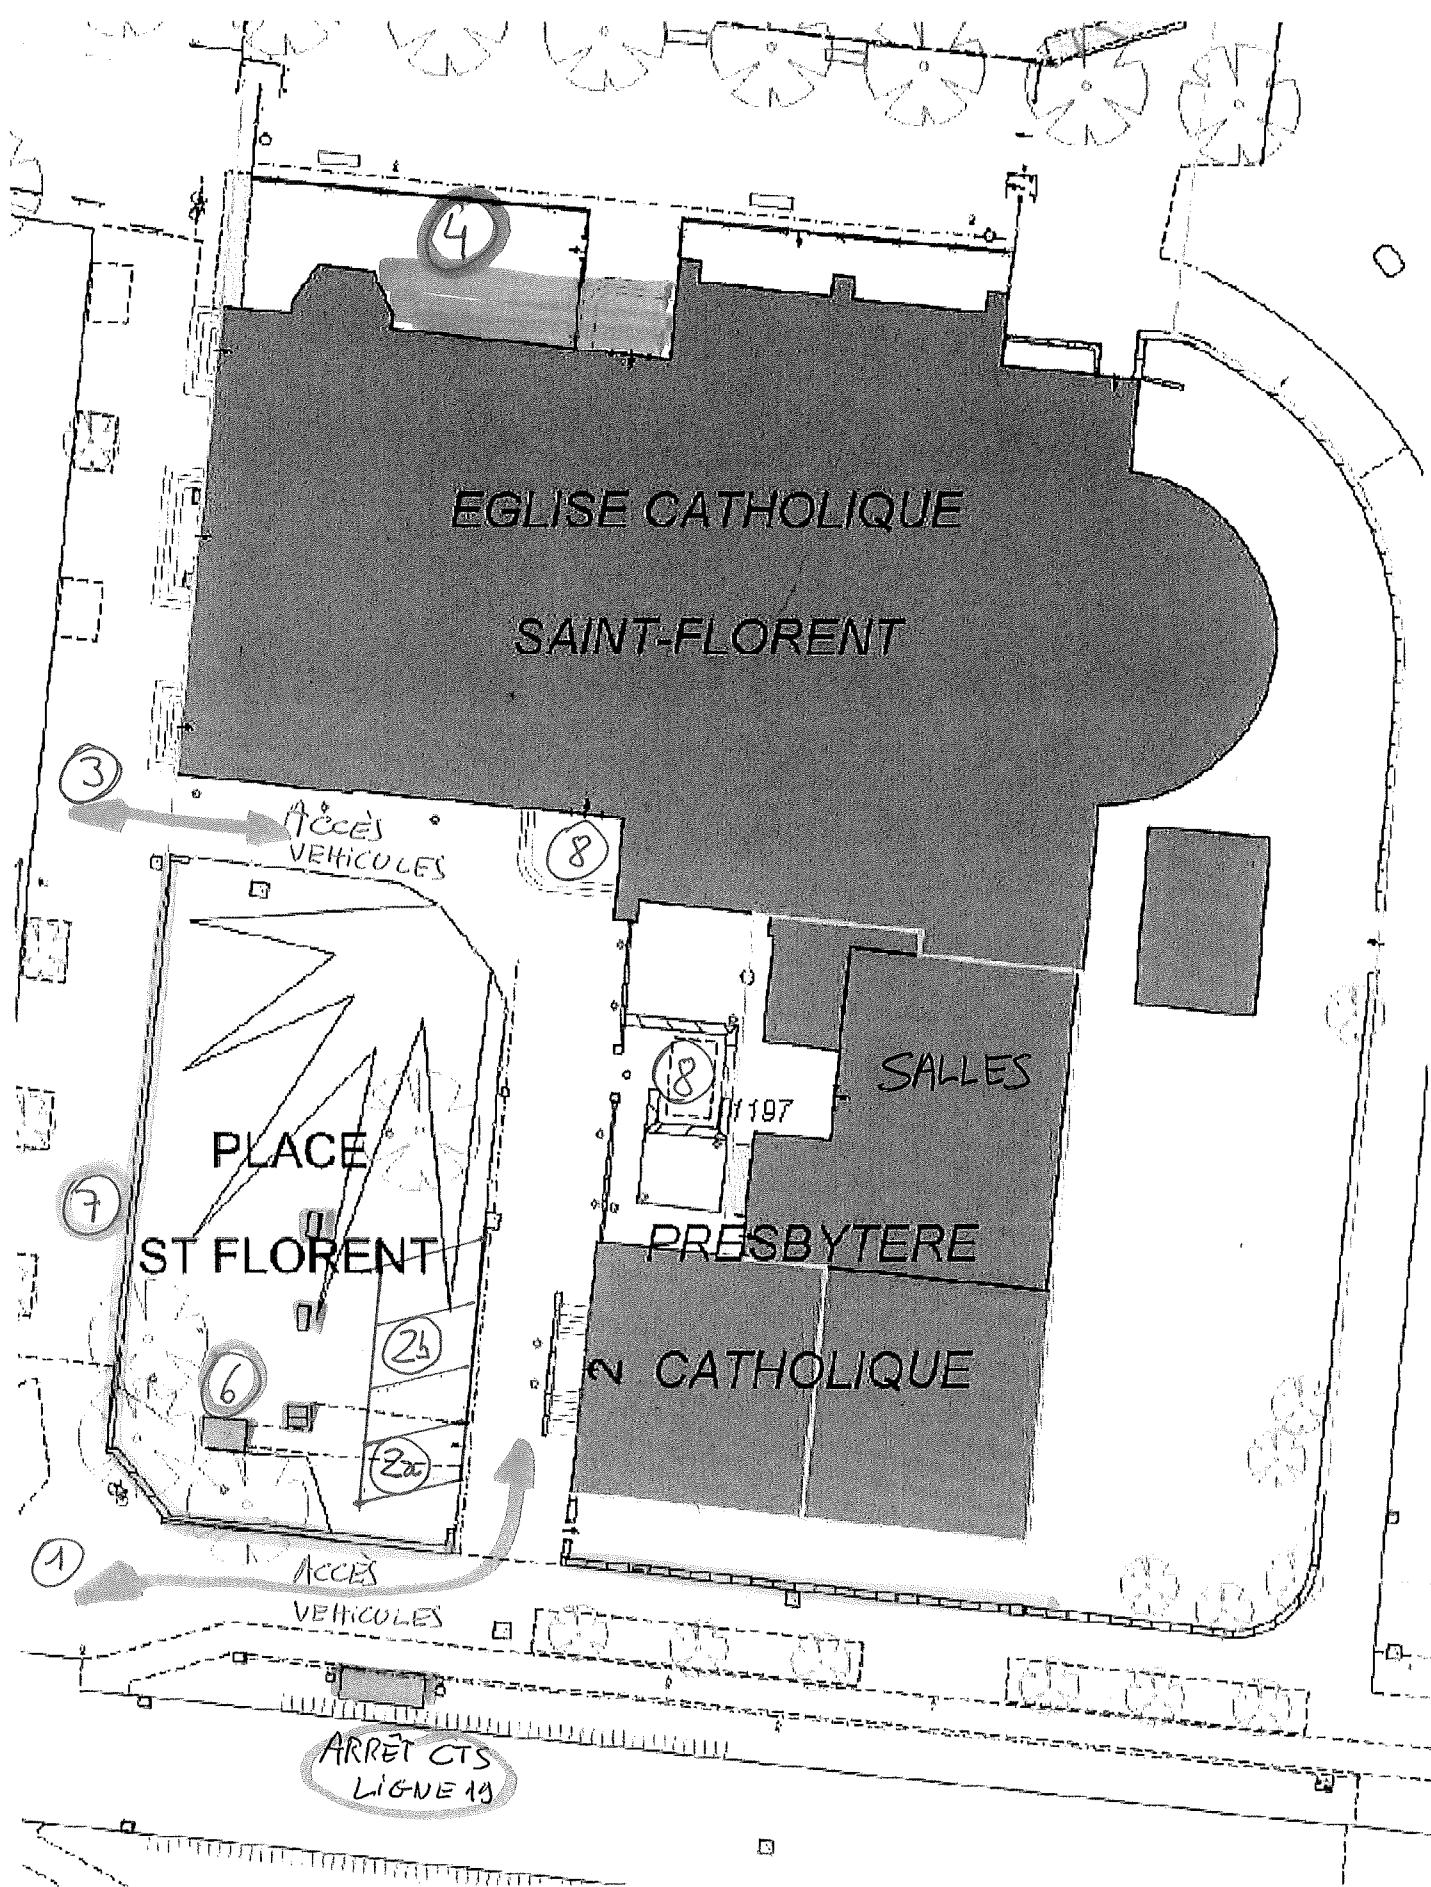 4
EGLISE CATHOLIQUE
SAINT-FLORENT
3
ACCÈS
VEHICULES
8
8
SALLES
1197
PLACE
7
ST FLORENT
PRESBYTERE
2b
2
CATHOLIQUE
6
2a
1
ACCÈS
VEHICULES
ARRÊT CTS
LIGNE 19